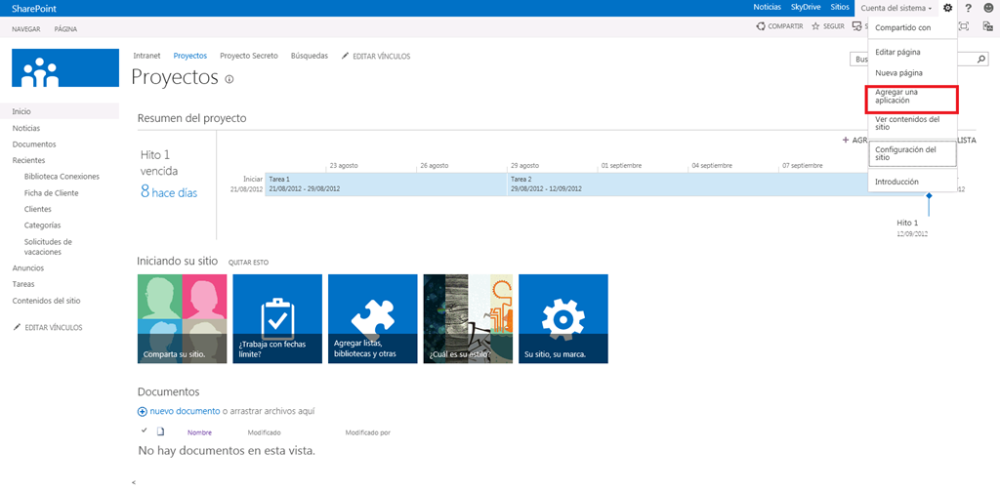 SharePoint
Noticias SkyDrive Sitios Cuenta del sistema ?
NAVEGAR PÁGINA
COMPARTIR SEGUIR
Compartido con
Editar página
Nueva página
Agregar una
aplicación
Ver contenidos del
sitio
Configuración del
sitio
Introducción
Intranet Proyectos Proyecto Secreto Búsquedas EDITAR VÍNCULOS
Proyectos
Bus
Inicio
Noticias
Documentos
Recientes
Biblioteca Conexiones
Ficha de Cliente
Clientes
Categorías
Solicitudes de
vacaciones
Anuncios
Tareas
Contenidos del sitio
EDITAR VÍNCULOS
Resumen del proyecto
+ AGR LISTA
Hito 1
vencida
8 hace días
23 agosto 26 agosto 29 agosto 01 septiembre 04 septiembre 07 septiembre
Iniciar
21/08/2012
Tarea 1
21/08/2012 - 29/08/2012
Tarea 2
29/08/2012 - 12/09/2012
Hito 1
12/09/2012
Iniciando su sitio QUITAR ESTO
Comparta su sitio.
¿Trabaja con fechas
límite?
Agregar listas,
bibliotecas y otras
¿Cuál es su estilo?
Su sitio, su marca.
Documentos
nuevo documento o arrastrar archivos aquí
Nombre Modificado Modificado por
No hay documentos en esta vista.
<